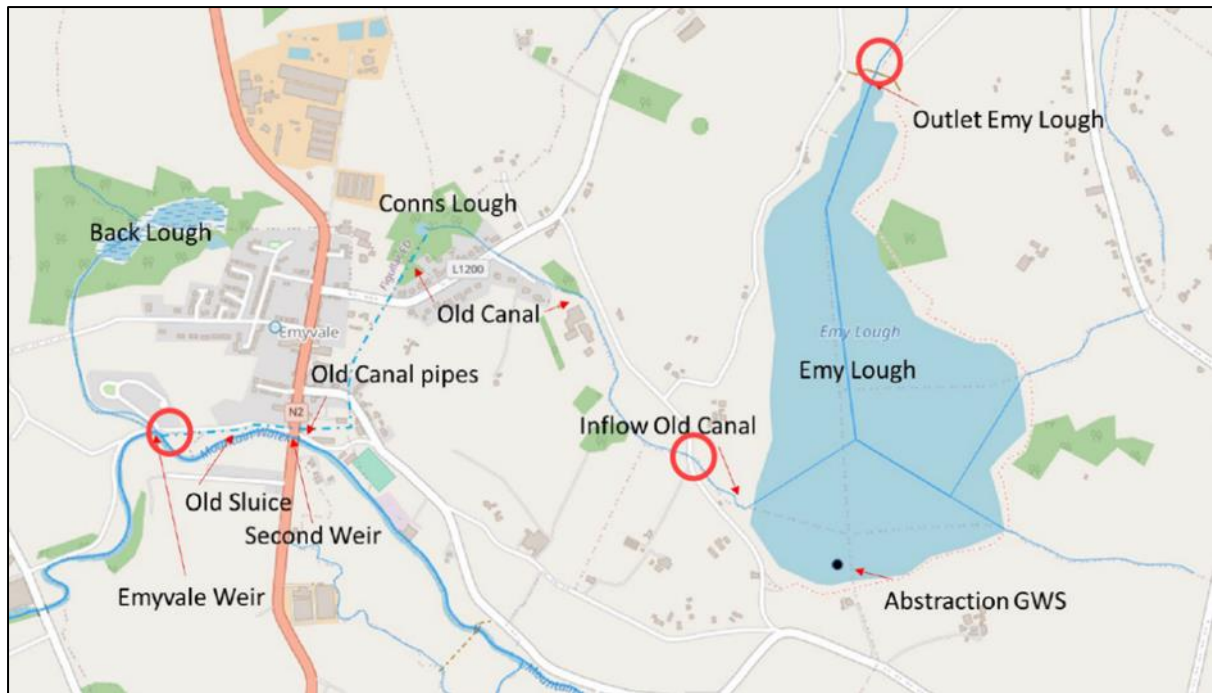 Outlet Emy Lough
Conns Lough
Back Lough
L1200
Old Canal
Emyvale
Emy Lough
Emy Lough
Old Canal pipes
N2
Inflow Old Canal
Old Sluice
Second Weir
Emyvale Weir
Abstraction GWS